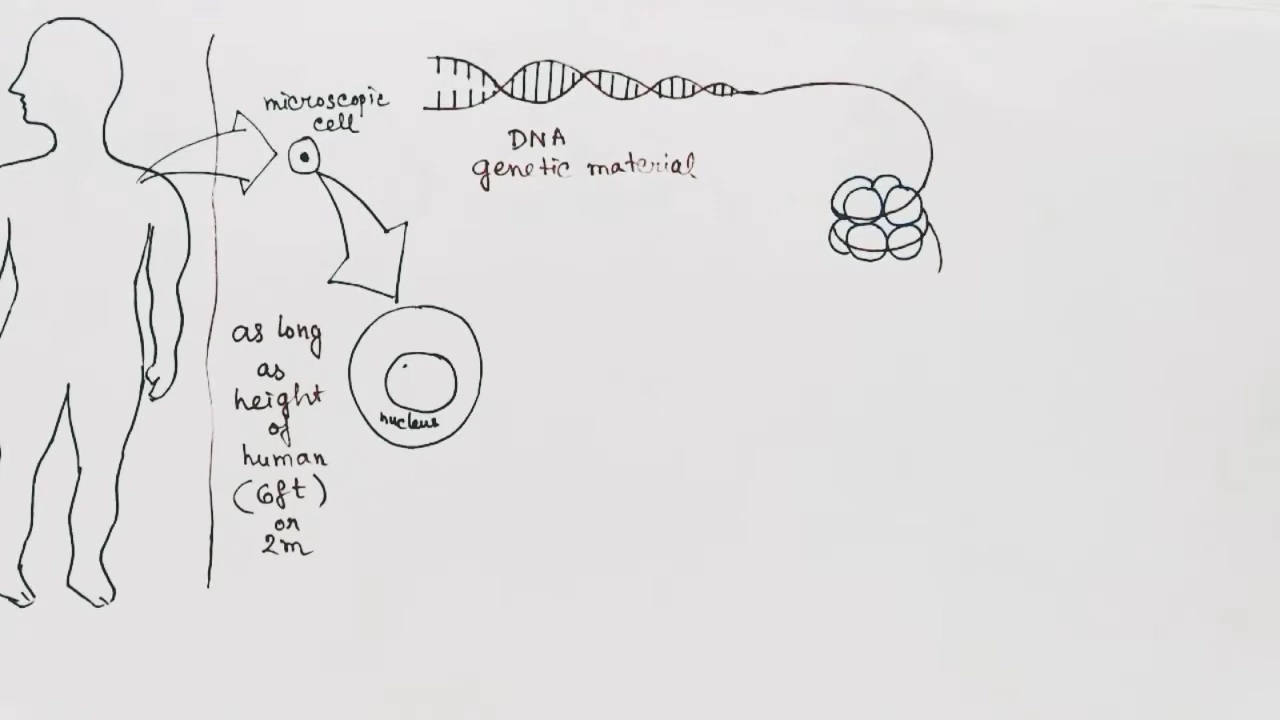 microscopic
cell
DNA
genetic material
as long
as
height
of
human
(6ft)
or
2m
nucleus